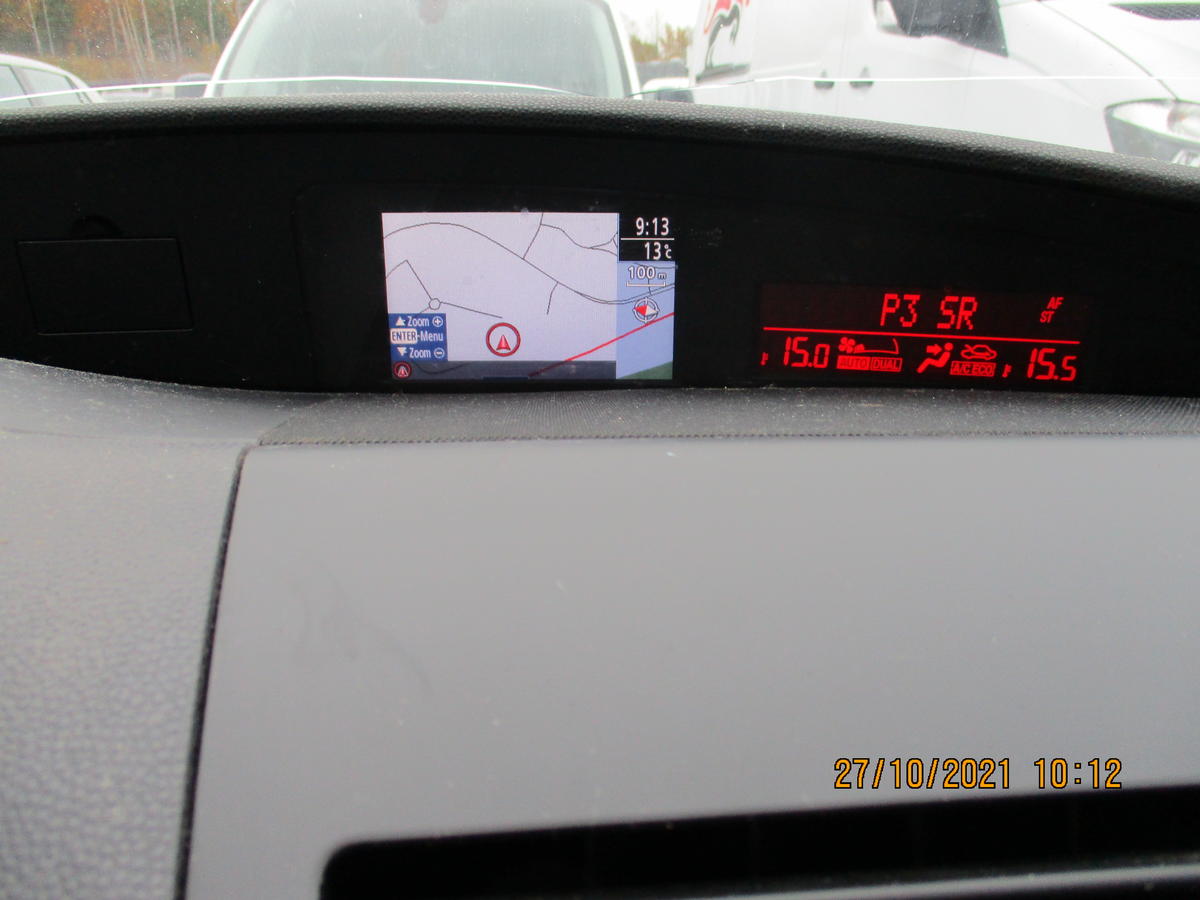 9:13
13°C
100m
▲ Zoom ⊕
ENTER-Menu
▼ Zoom ⊖
P3 SR
AF
ST
15.0
AUTO DUAL
A/C ECO
15.5
27/10/2021 10:12